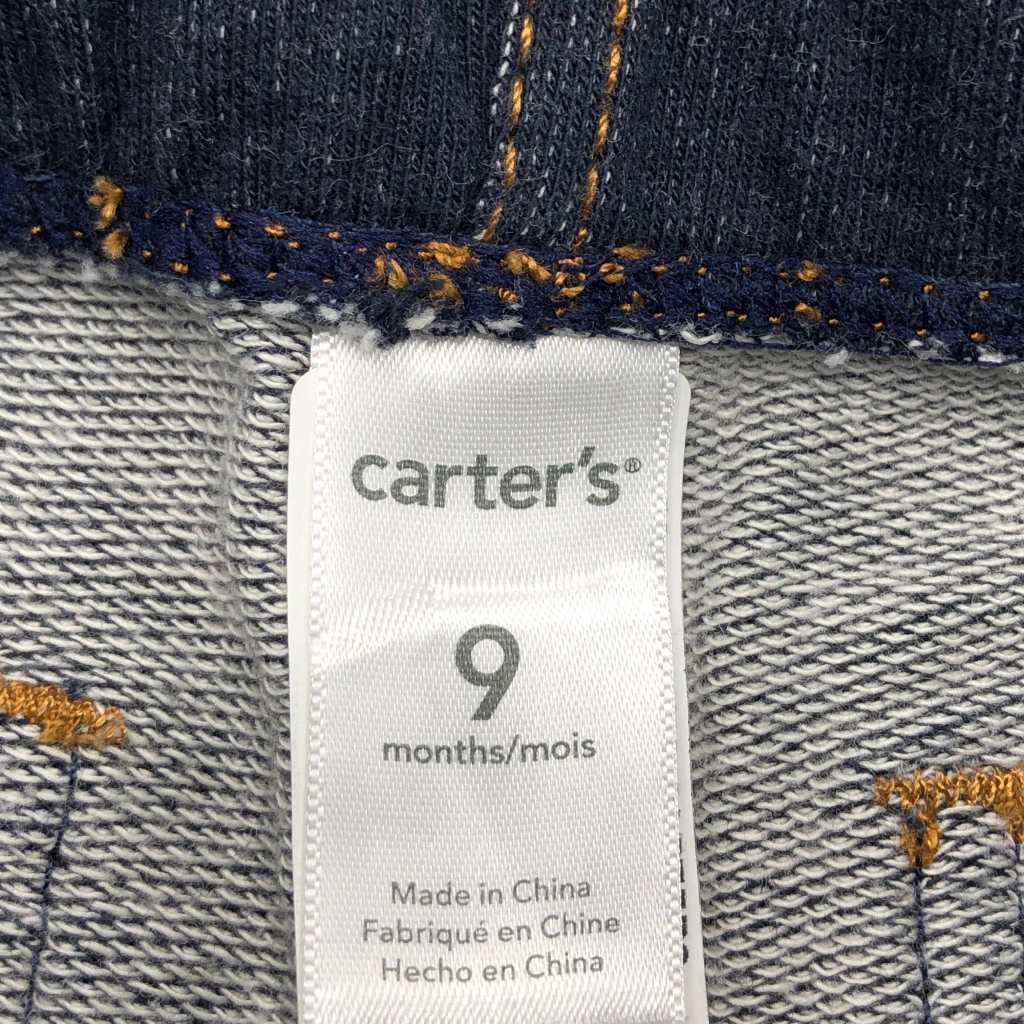 carter's®
9
months/mois
Made in China
Fabriqué en Chine
Hecho en China